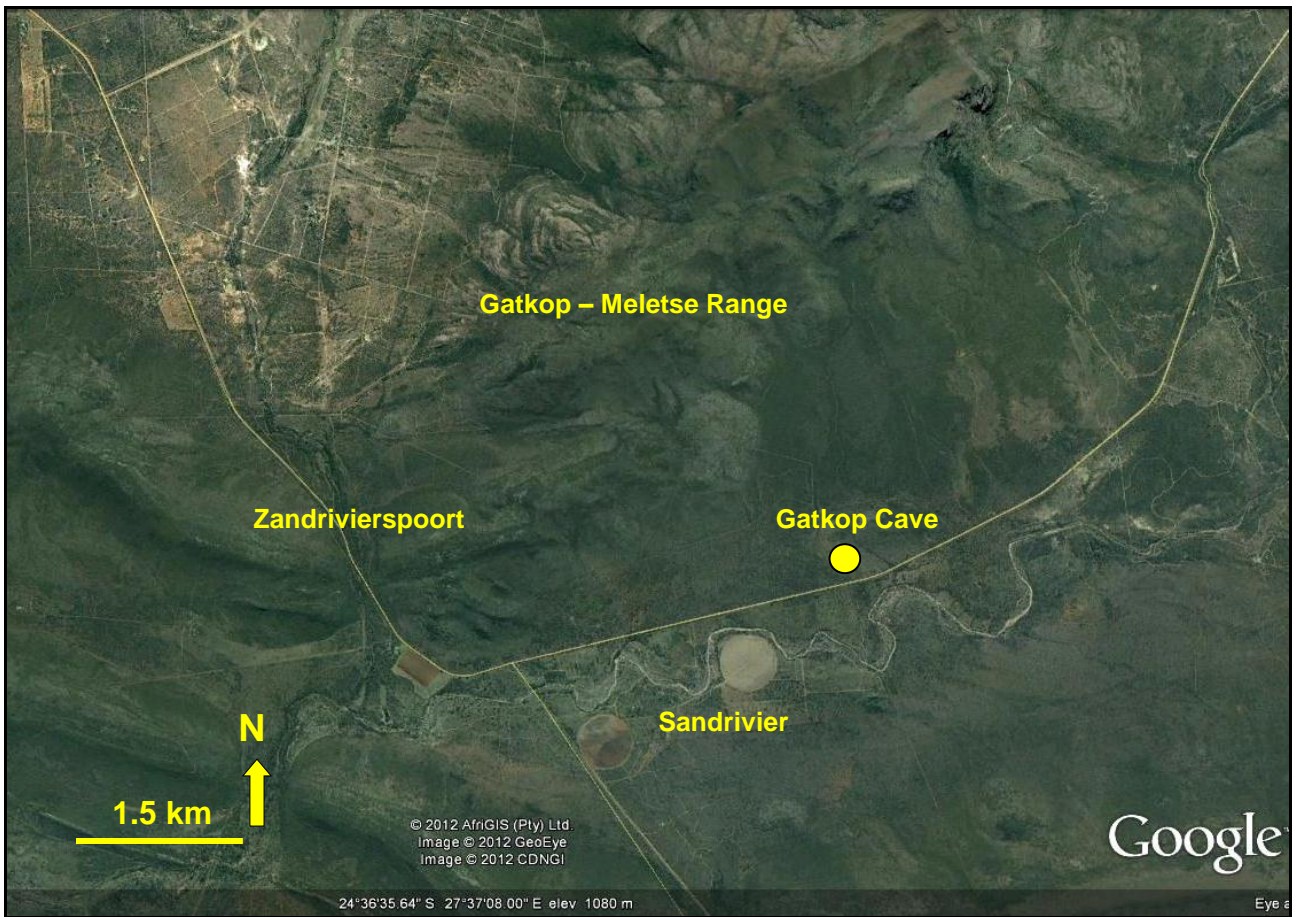 Gatkop – Meletse Range
Zandrivierspoort
Gatkop Cave
Sandrivier
N
1.5 km
© 2012 AfriGIS (Pty) Ltd.
Image © 2012 GeoEye
Image © 2012 CDNGI
Google
24°36'35.64" S 27°37'08.00" E elev 1080 m
Eye a